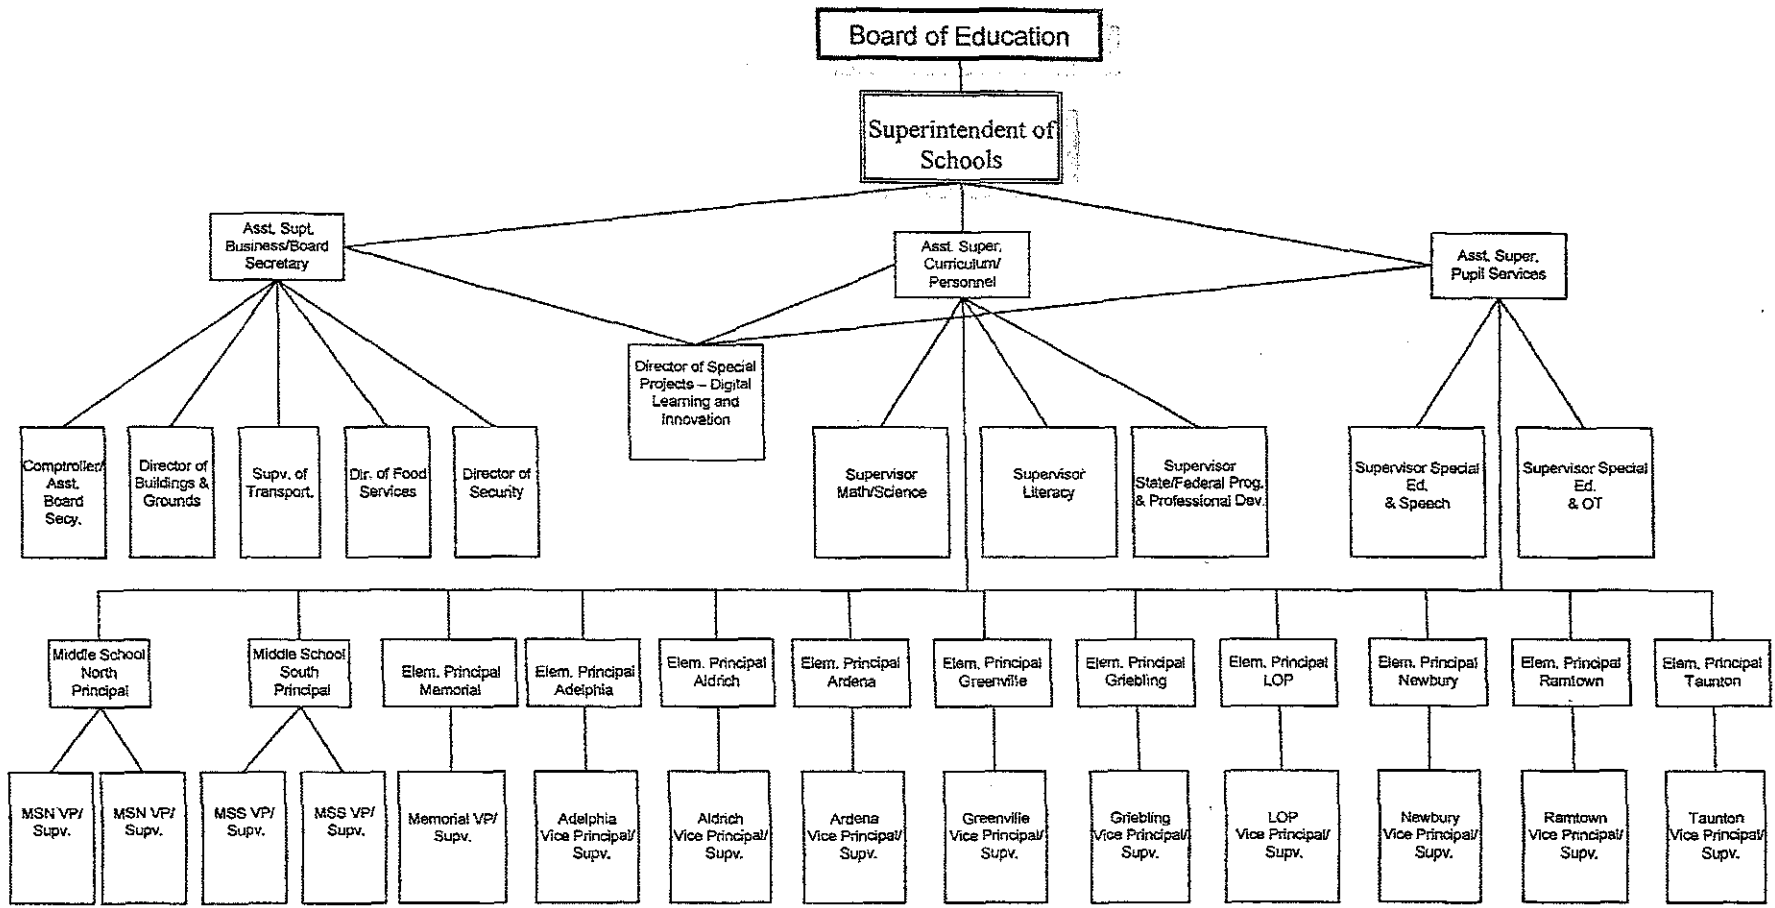 Board of Education
Superintendent of
Schools
Asst. Supt.
Business/Board
Secretary
Asst. Super.
Curriculum/
Personnel
Asst. Super.
Pupil Services
Director of Special
Projects – Digital
Learning and
Innovation
Comptroller/
Asst.
Board
Secy.
Director of
Buildings &
Grounds
Supv. of
Transport.
Dir. of Food
Services
Director of
Security
Supervisor
Math/Science
Supervisor
Literacy
Supervisor
State/Federal Prog.
& Professional Dev.
Supervisor Special
Ed.
& Speech
Supervisor Special
Ed.
& OT
Middle School
North
Principal
Middle School
South
Principal
Elem. Principal
Memorial
Elem. Principal
Adelphia
Elem. Principal
Aldrich
Elem. Principal
Ardena
Elem. Principal
Greenville
Elem. Principal
Griebling
Elem. Principal
LOP
Elem. Principal
Newbury
Elem. Principal
Ramtown
Elem. Principal
Taunton
MSN VP/
Supv.
MSN VP/
Supv.
MSS VP/
Supv.
MSS VP/
Supv.
Memorial VP/
Supv.
Adelphia
Vice Principal/
Supv.
Aldrich
Vice Principal/
Supv.
Ardena
Vice Principal/
Supv.
Greenville
Vice Principal/
Supv.
Griebling
Vice Principal/
Supv.
LOP
Vice Principal/
Supv.
Newbury
Vice Principal/
Supv.
Ramtown
Vice Principal/
Supv.
Taunton
Vice Principal/
Supv.